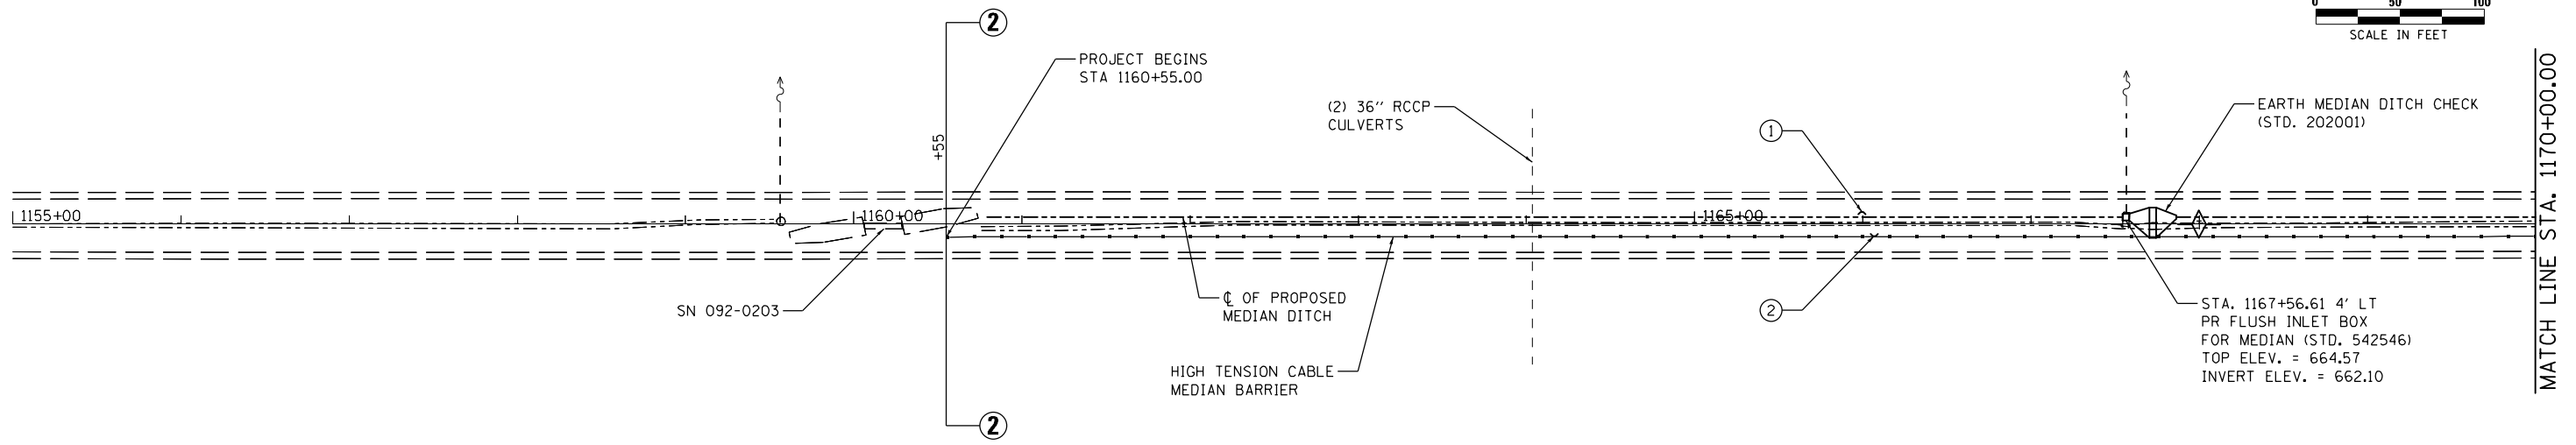 0 50 100
SCALE IN FEET
2
PROJECT BEGINS
STA 1160+55.00
(2) 36" RCCP
CULVERTS
1
EARTH MEDIAN DITCH CHECK
(STD. 202001)
+55
MATCH LINE STA. 1170+00.00
1155+00
1160+00
1165+00
SN 092-0203
℄ OF PROPOSED
MEDIAN DITCH
2
STA. 1167+56.61 4' LT
PR FLUSH INLET BOX
FOR MEDIAN (STD. 542546)
TOP ELEV. = 664.57
INVERT ELEV. = 662.10
HIGH TENSION CABLE
MEDIAN BARRIER
2